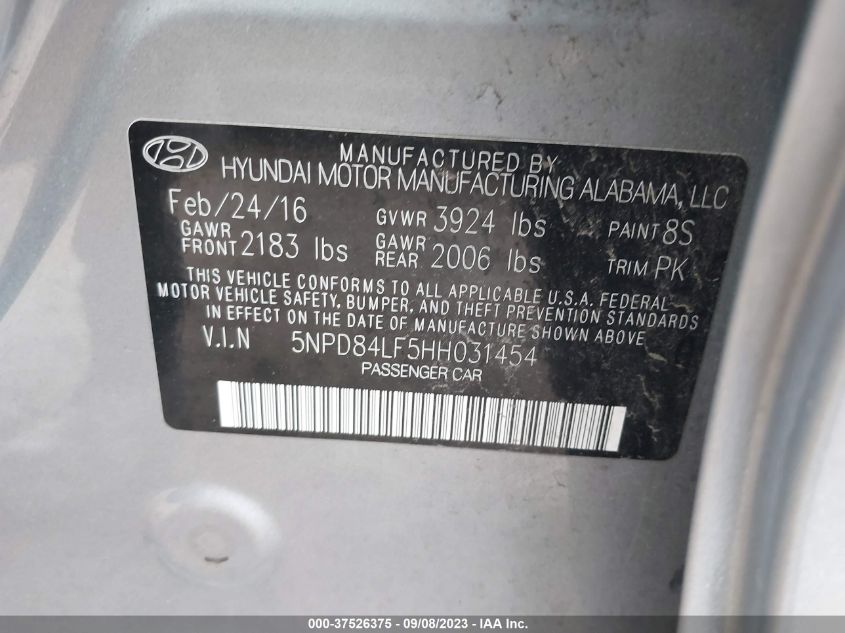 MANUFACTURED BY
HYUNDAI MOTOR MANUFACTURING ALABAMA, LLC
Feb/24/16 GVWR 3924 lbs PAINT 8S
GAWR FRONT 2183 lbs GAWR REAR 2006 lbs TRIM PK
THIS VEHICLE CONFORMS TO ALL APPLICABLE U.S.A. FEDERAL
MOTOR VEHICLE SAFETY, BUMPER, AND THEFT PREVENTION STANDARDS
IN EFFECT ON THE DATE OF MANUFACTURE SHOWN ABOVE
V.I.N 5NPD84LF5HH031454
PASSENGER CAR
000-37526375 - 09/08/2023 - IAA Inc.